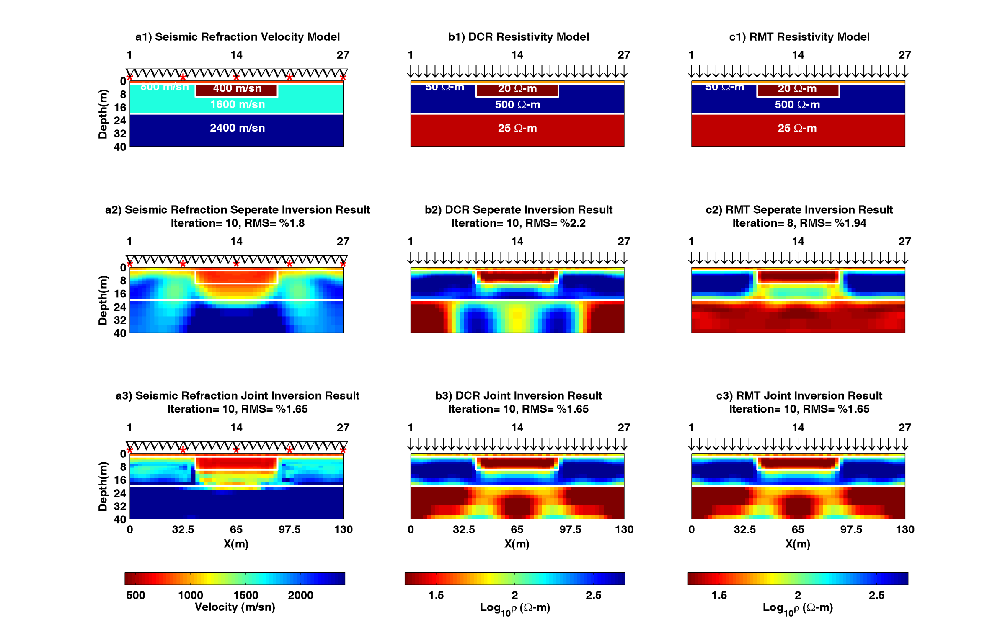 a1) Seismic Refraction Velocity Model
1 14 27
0
8
16
24
32
40
Depth(m)
800 m/sn
400 m/sn
1600 m/sn
2400 m/sn
b1) DCR Resistivity Model
1 14 27
50 Ω-m
20 Ω-m
500 Ω-m
25 Ω-m
c1) RMT Resistivity Model
1 14 27
50 Ω-m
20 Ω-m
500 Ω-m
25 Ω-m
a2) Seismic Refraction Seperate Inversion Result
Iteration= 10, RMS= %1.8
1 14 27
0
8
16
24
32
40
Depth(m)
b2) DCR Seperate Inversion Result
Iteration= 10, RMS= %2.2
1 14 27
c2) RMT Seperate Inversion Result
Iteration= 8, RMS= %1.94
1 14 27
a3) Seismic Refraction Joint Inversion Result
Iteration= 10, RMS= %1.65
1 14 27
0
8
16
24
32
40
Depth(m)
0 32.5 65 97.5 130
X(m)
b3) DCR Joint Inversion Result
Iteration= 10, RMS= %1.65
1 14 27
0 32.5 65 97.5 130
X(m)
c3) RMT Joint Inversion Result
Iteration= 10, RMS= %1.65
1 14 27
0 32.5 65 97.5 130
X(m)
500 1000 1500 2000
Velocity (m/sn)
1.5 2 2.5
Log10ρ (Ω-m)
1.5 2 2.5
Log10ρ (Ω-m)